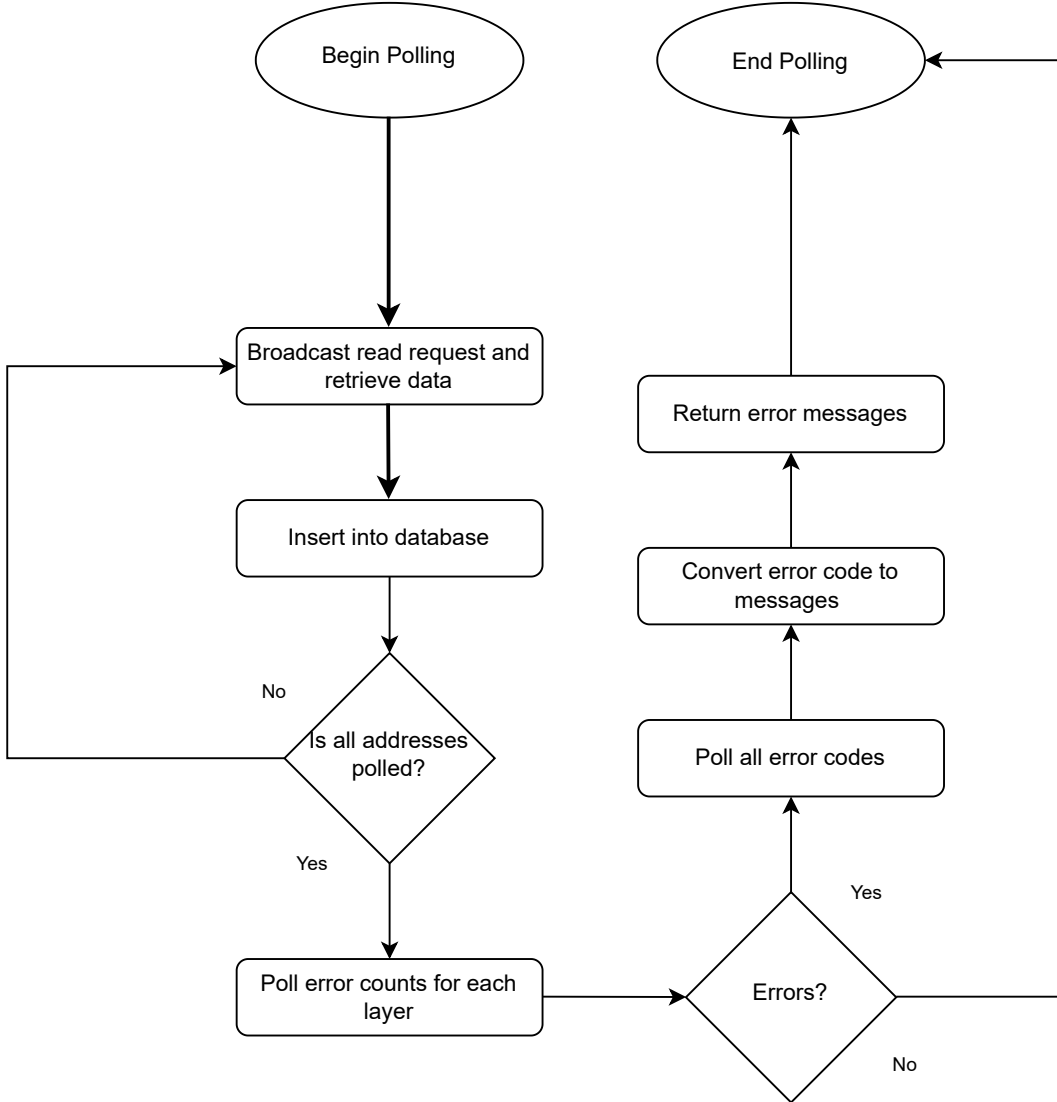 Begin Polling
Broadcast read request and
retrieve data
Insert into database
No
Is all addresses
polled?
Yes
Poll error counts for each
layer
Errors?
No
Yes
Poll all error codes
Convert error code to
messages
Return error messages
End Polling